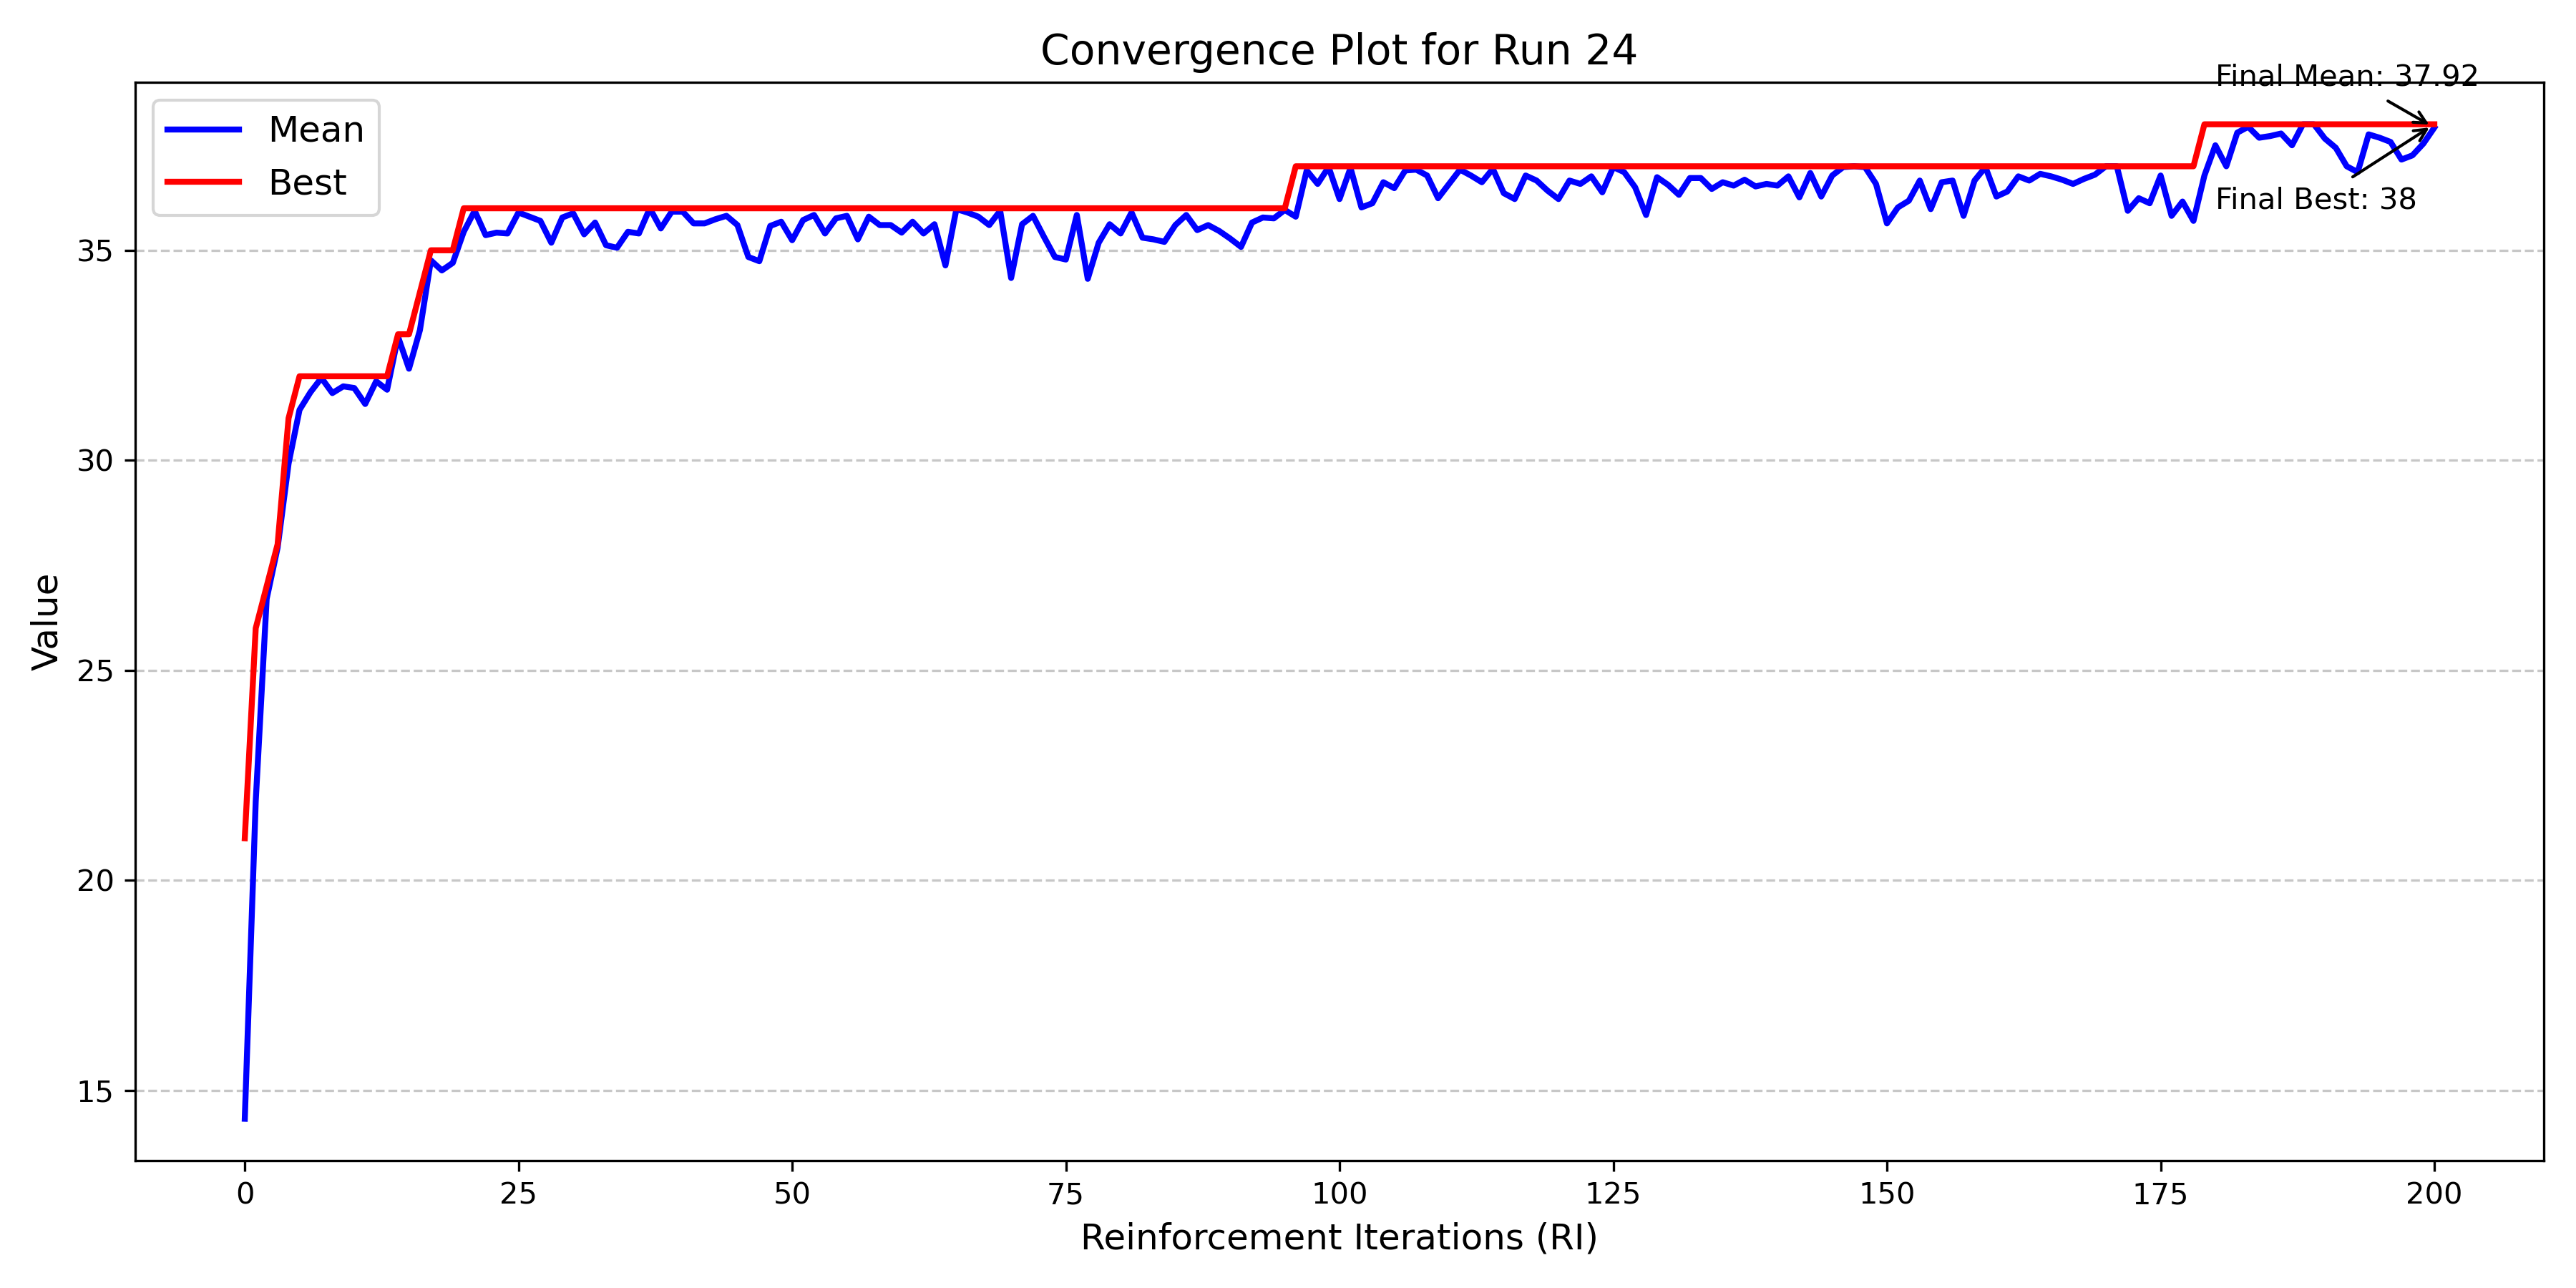 Convergence Plot for Run 24
Final Mean: 37.92
Mean
Best
Final Best: 38
35
30
25
20
15
Value
0 25 50 75 100 125 150 175 200
Reinforcement Iterations (RI)